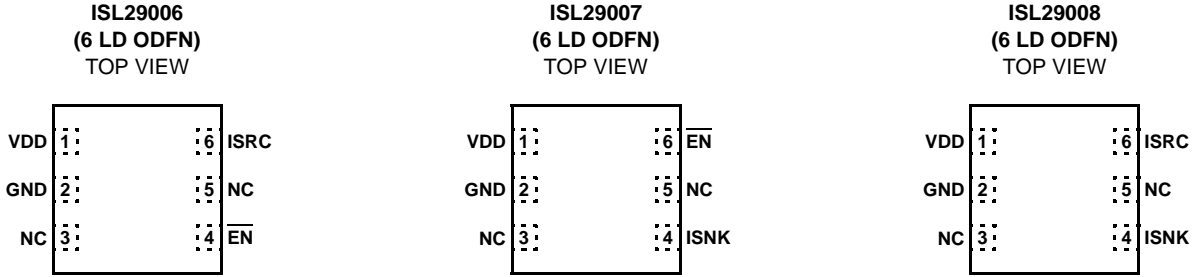 ISL29006
(6 LD ODFN)
TOP VIEW
VDD 1 6 ISRC
GND 2 5 NC
NC 3 4 EN
ISL29007
(6 LD ODFN)
TOP VIEW
VDD 1 6 EN
GND 2 5 NC
NC 3 4 ISNK
ISL29008
(6 LD ODFN)
TOP VIEW
VDD 1 6 ISRC
GND 2 5 NC
NC 3 4 ISNK